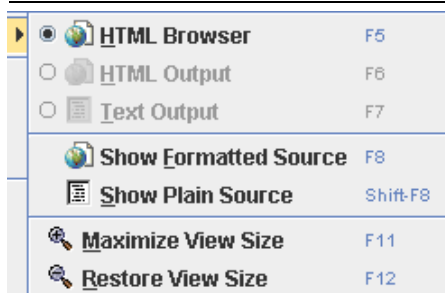 HTML Browser F5
HTML Output F6
Text Output F7
Show Formatted Source F8
Show Plain Source Shift-F8
Maximize View Size F11
Restore View Size F12